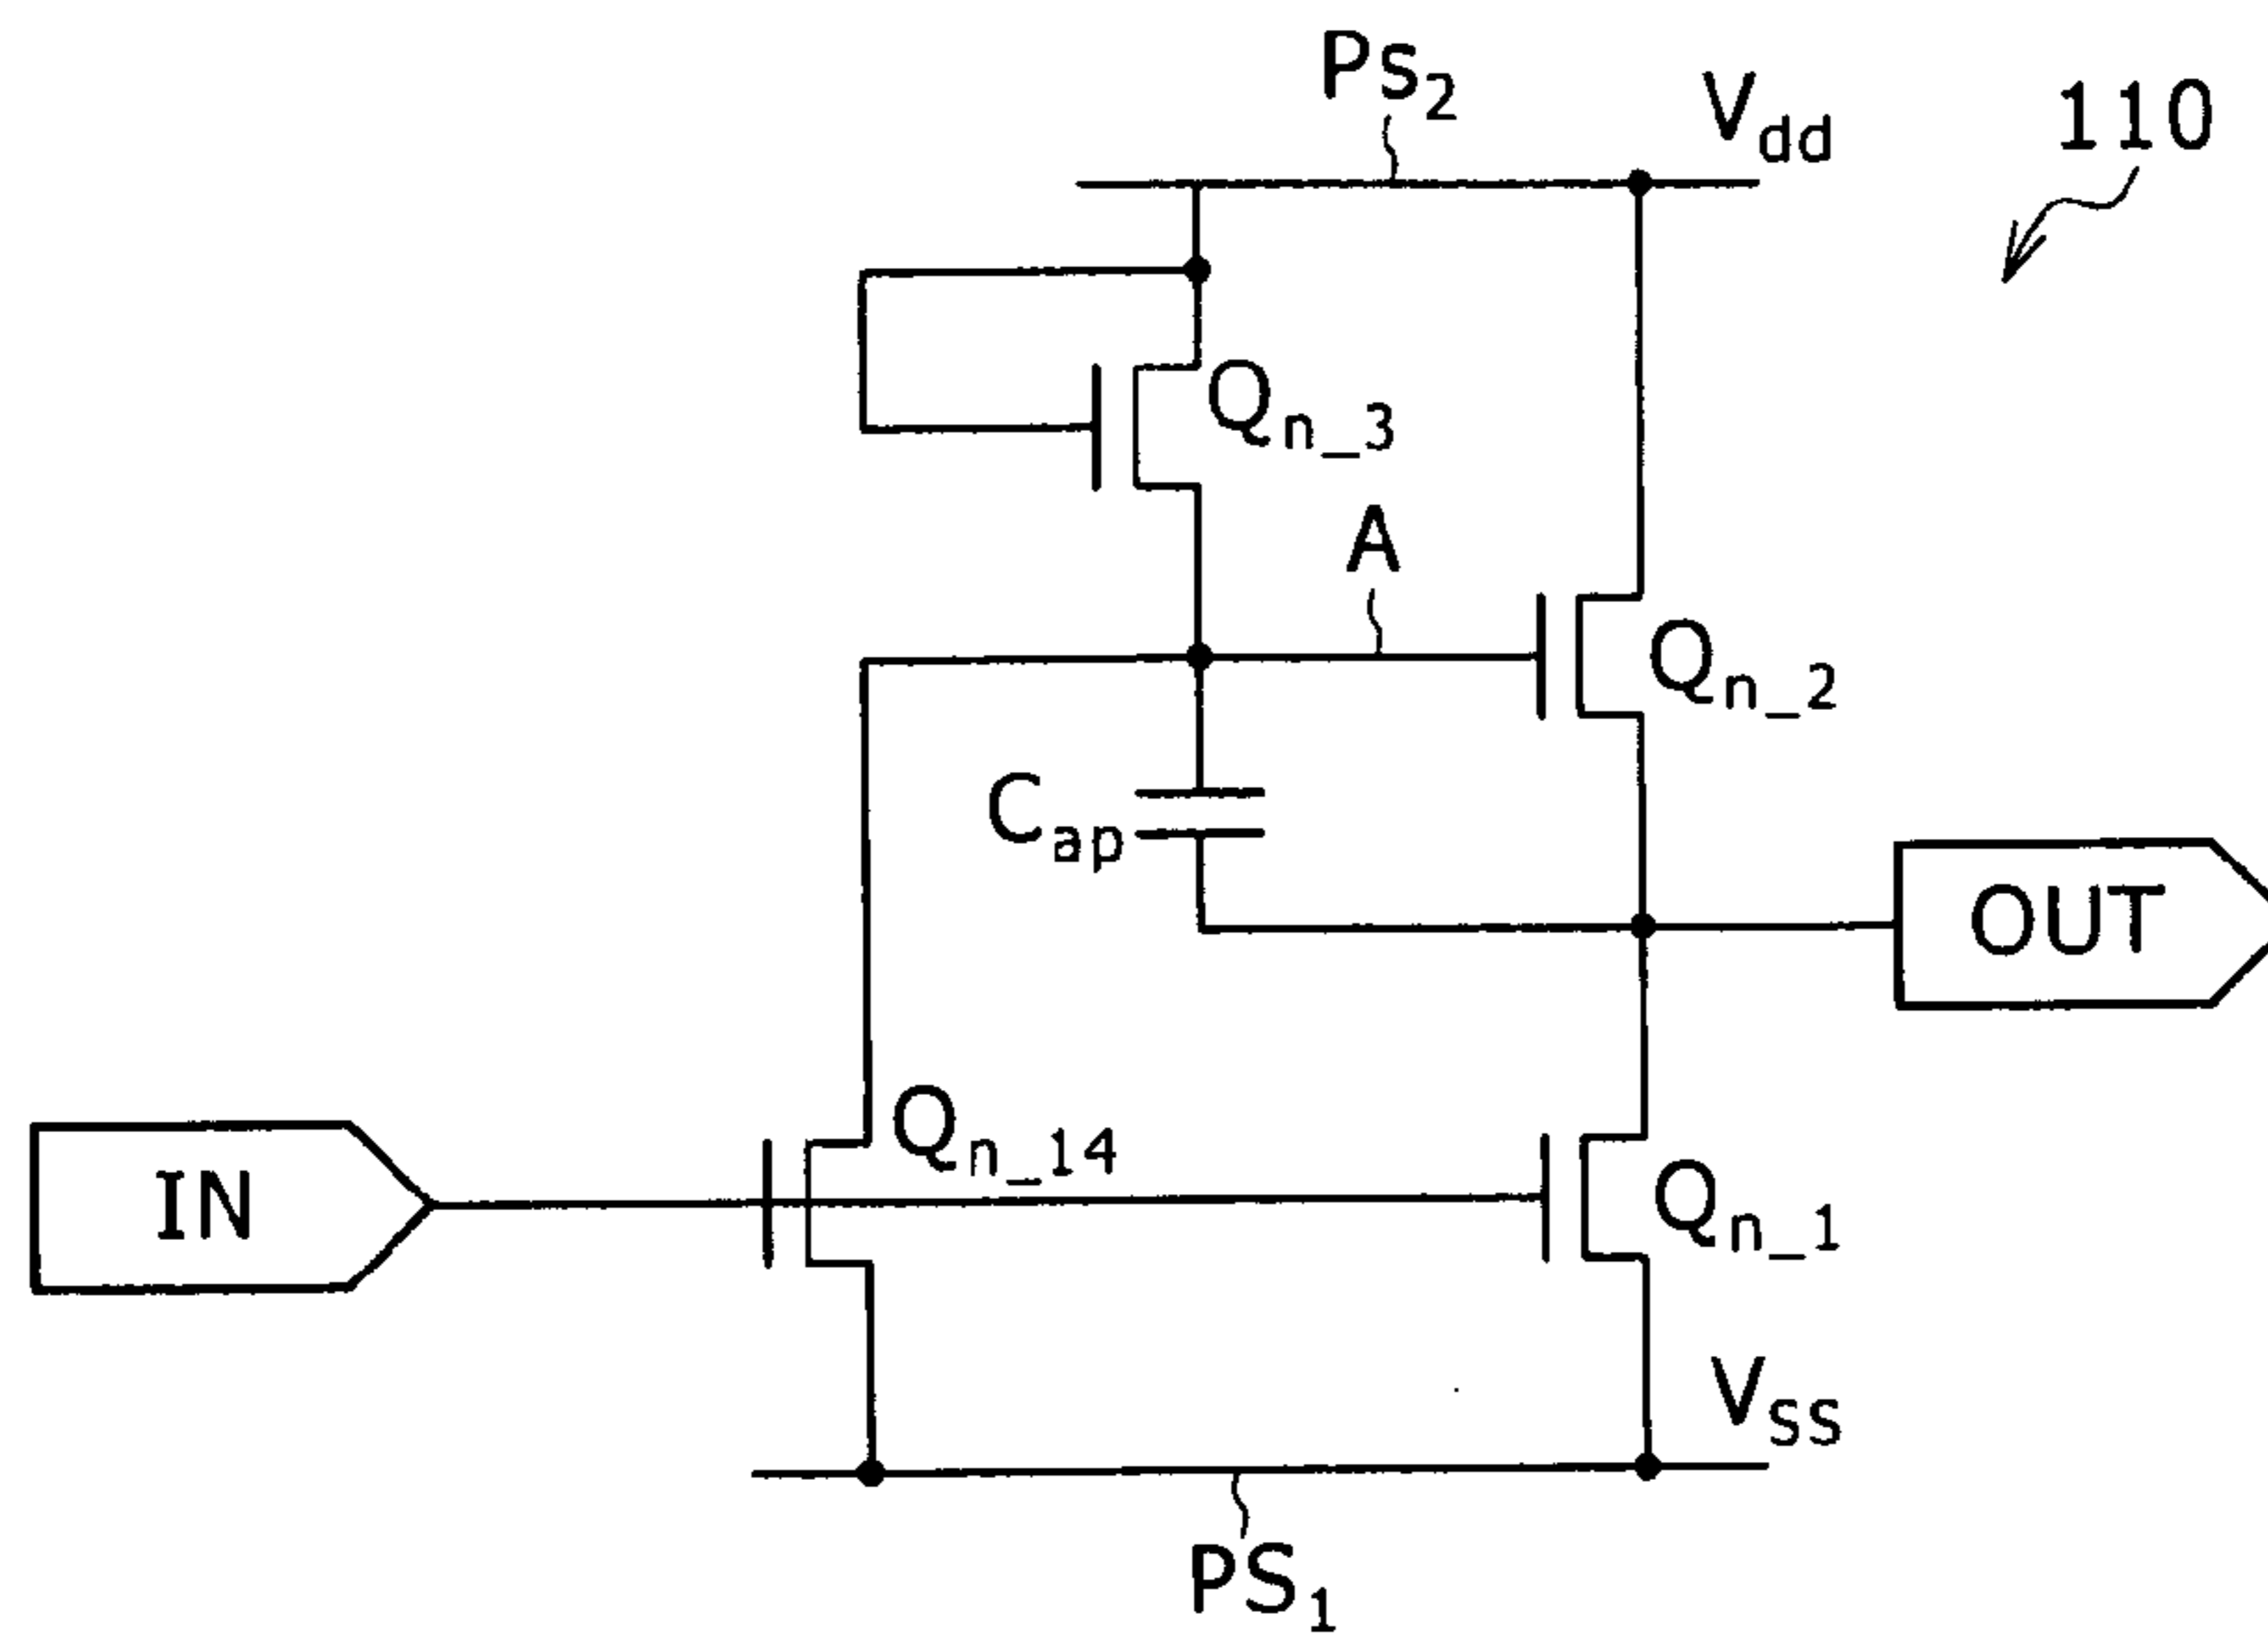 Ps2
Vdd
110
Qn_3
A
Qn_2
Cap
OUT
Qn_14
IN
Qn_1
VSS
PS1